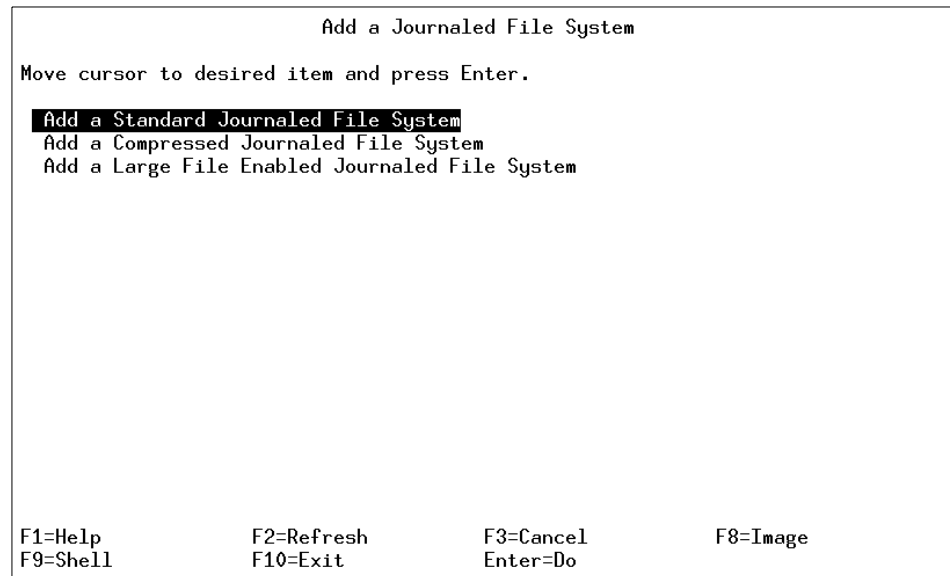 Add a Journaled File System
Move cursor to desired item and press Enter.
Add a Standard Journaled File System
Add a Compressed Journaled File System
Add a Large File Enabled Journaled File System
F1=Help F2=Refresh F3=Cancel F8=Image
F9=Shell F10=Exit Enter=Do